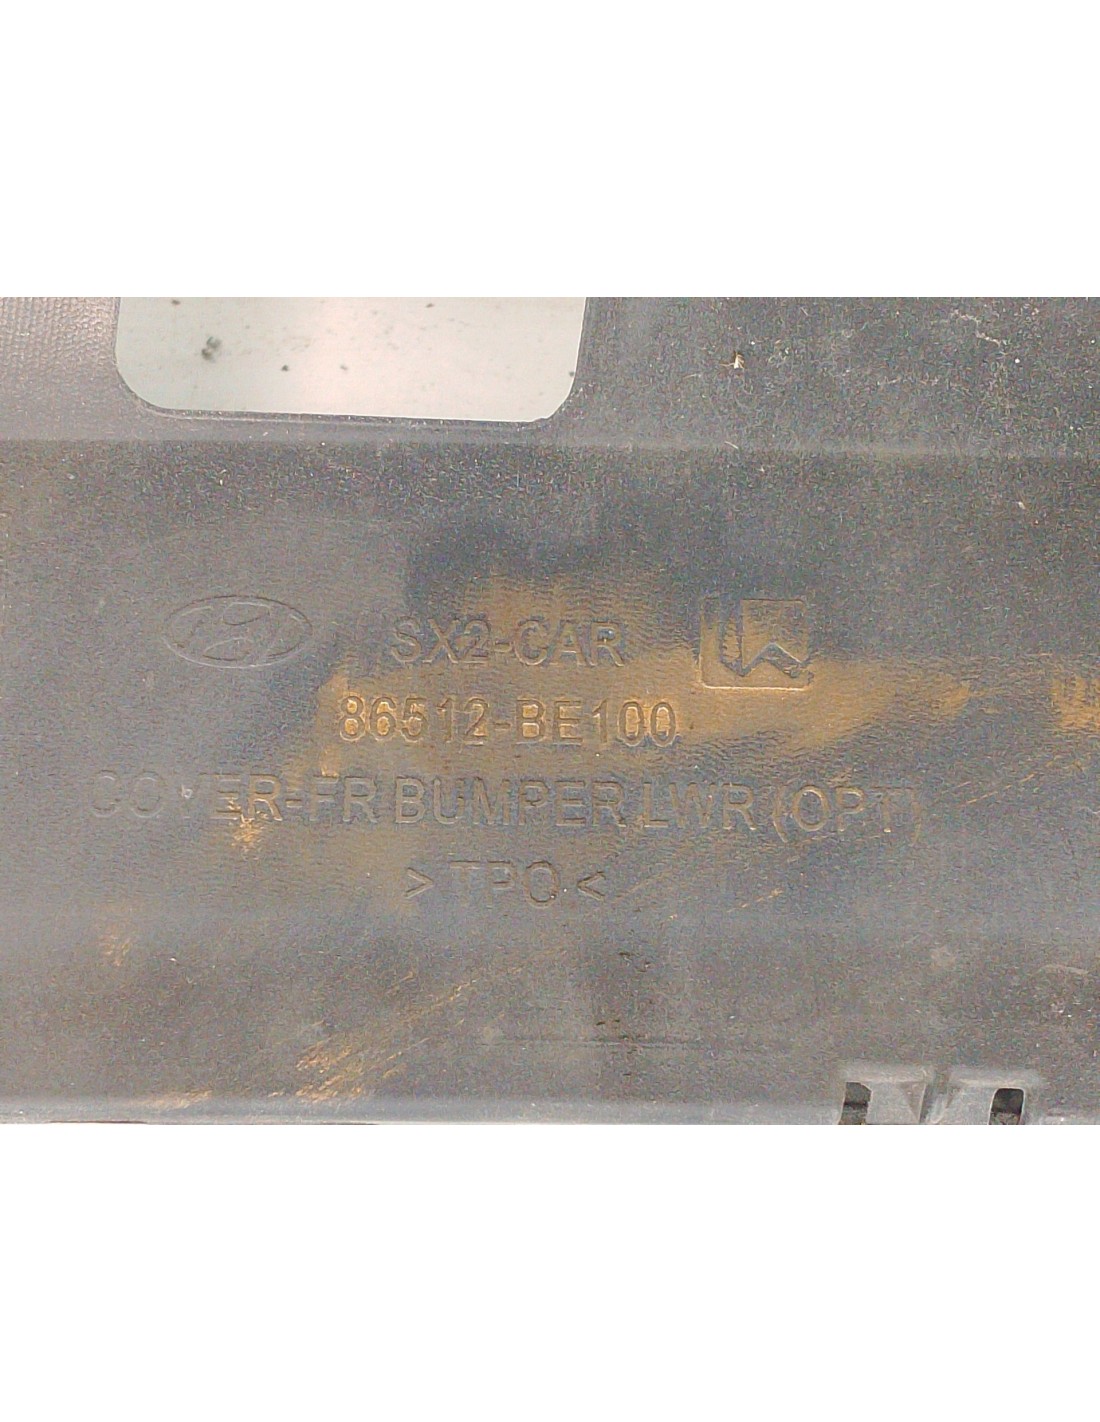 SX2-CAR
86512-BE100
COVER-FR BUMPER LWR (OPT)
>TPO<